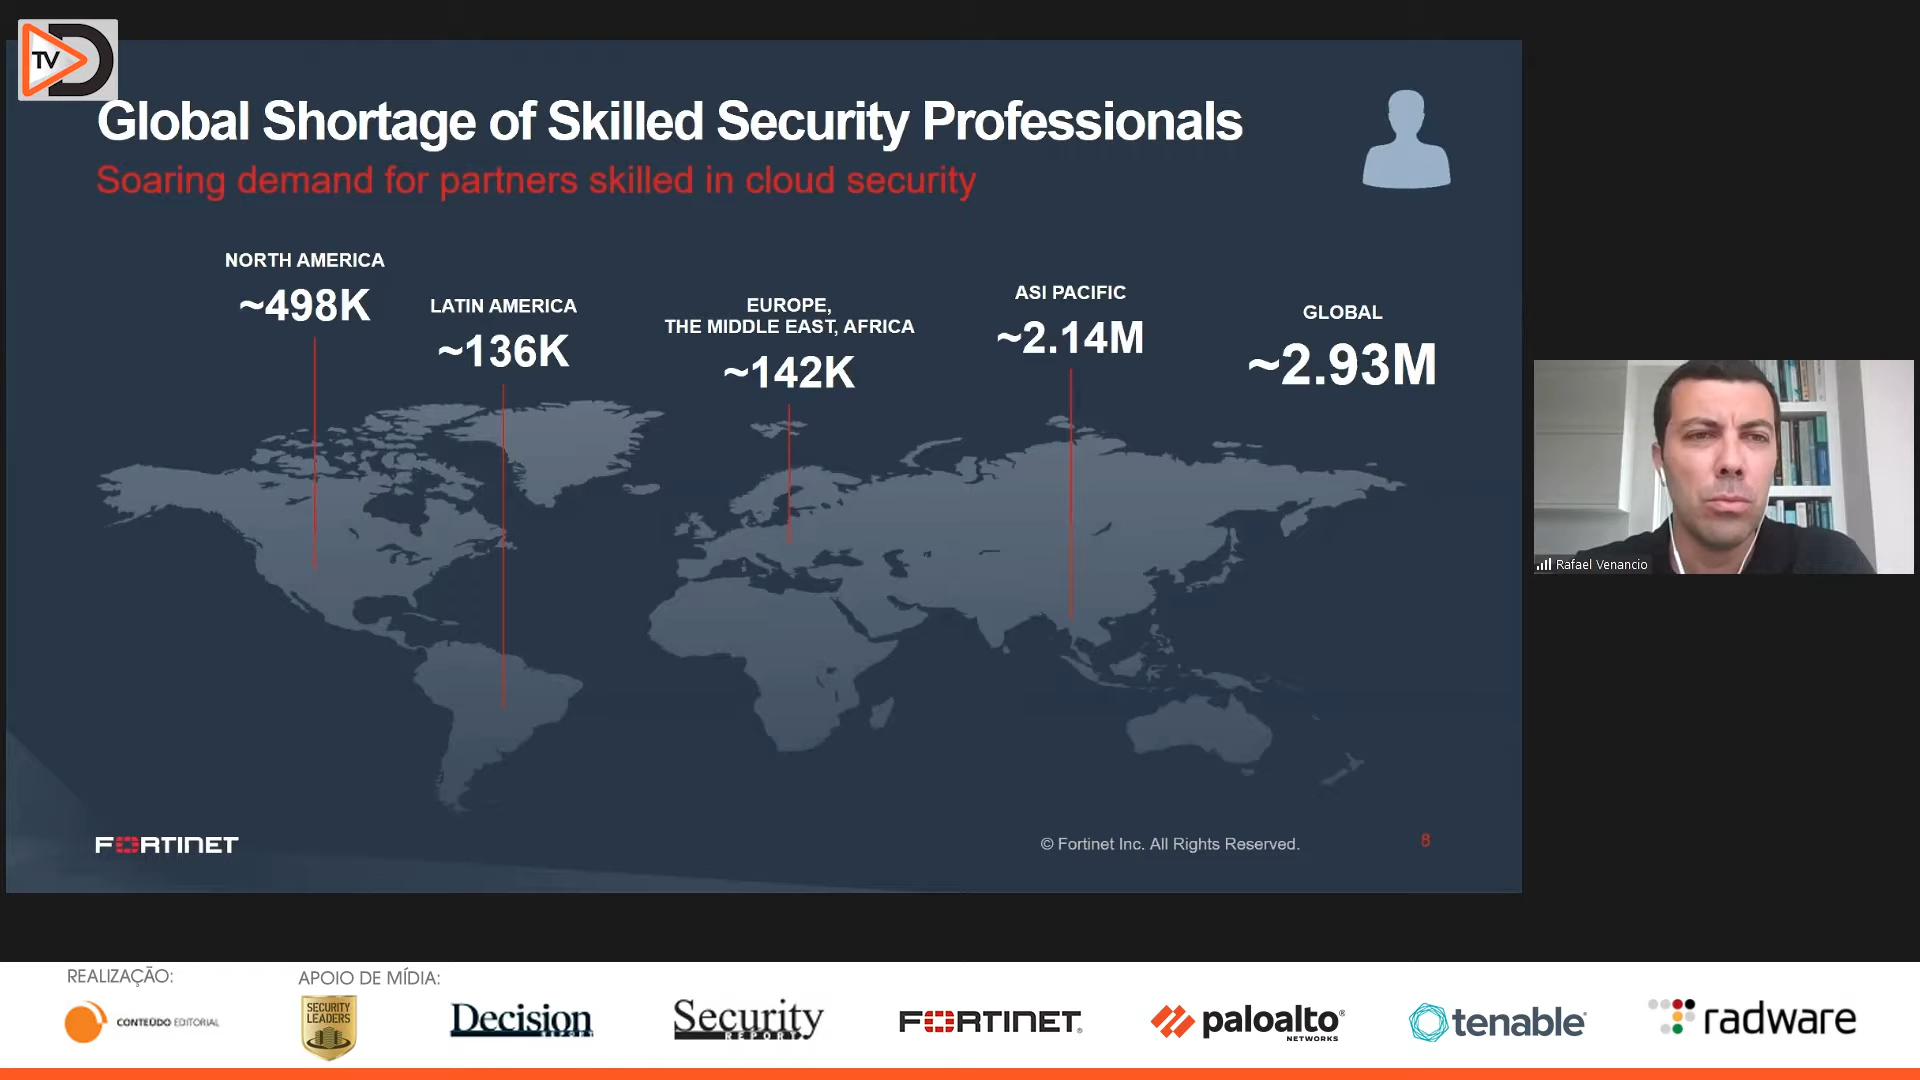 TV D
Global Shortage of Skilled Security Professionals
Soaring demand for partners skilled in cloud security
NORTH AMERICA
~498K
LATIN AMERICA
~136K
EUROPE,
THE MIDDLE EAST, AFRICA
~142K
ASI PACIFIC
~2.14M
GLOBAL
~2.93M
Rafael Venancio
FORTINET
© Fortinet Inc. All Rights Reserved.
8
REALIZAÇÃO:
CONTEÚDO EDITORIAL
APOIO DE MÍDIA:
SECURITY
LEADERS
Decision
REPORT
Security
REPORT
FORTINET®
paloalto®
NETWORKS
tenable®
radware